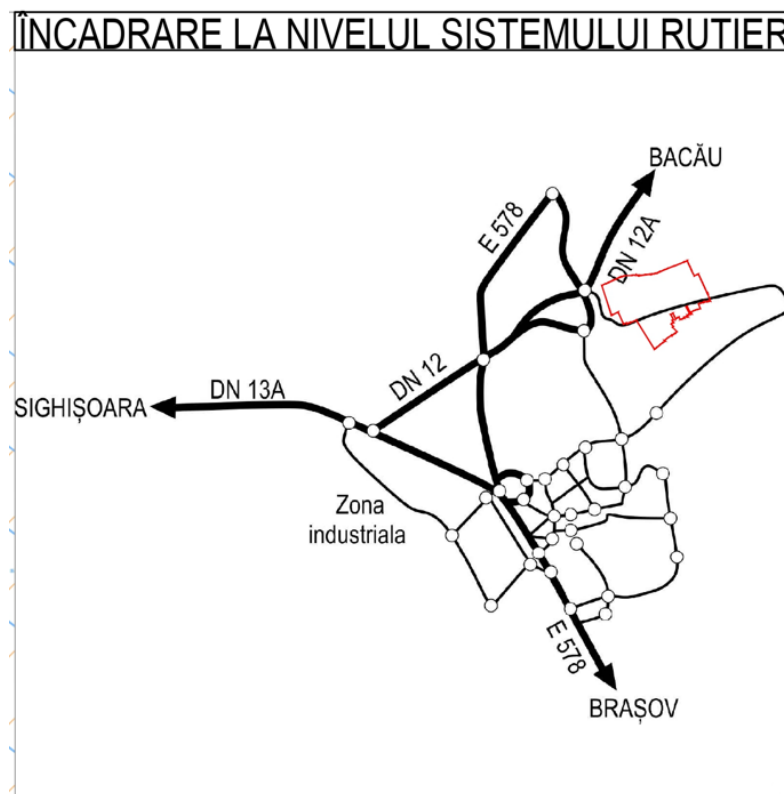 ÎNCADRARE LA NIVELUL SISTEMULUI RUTIER
BACĂU
E 578
DN 12A
DN 12
DN 13A
SIGHIȘOARA
Zona
industriala
E 578
BRAȘOV